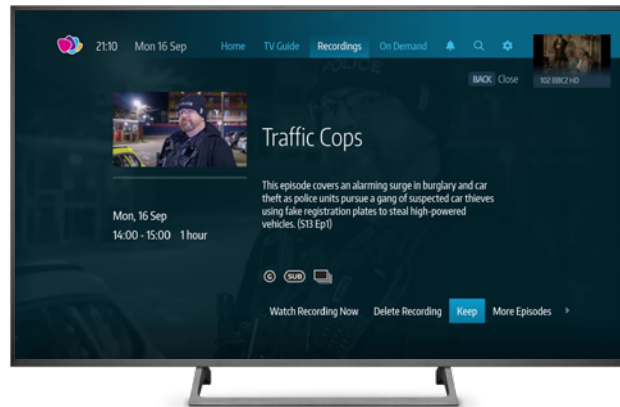 21:10 Mon 16 Sep Home TV Guide Recordings On Demand
BACK Close
102 BBC2 HD
POLICE
Traffic Cops
This episode covers an alarming surge in burglary and car
theft as police units pursue a gang of suspected car thieves
using fake registration plates to steal high-powered
vehicles. (S13 Ep1)
Mon, 16 Sep
14:00 - 15:00 1 hour
G SUB
Watch Recording Now Delete Recording Keep More Episodes